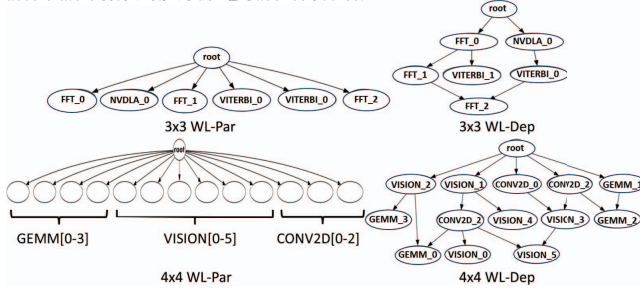 root
FFT_0 NVDLA_0 FFT_1 VITERBI_0 VITERBI_0 FFT_2
3x3 WL-Par
root
FFT_0 NVDLA_0
FFT_1 VITERBI_1 VITERBI_0
FFT_2
3x3 WL-Dep
root
GEMM[0-3] VISION[0-5] CONV2D[0-2]
4x4 WL-Par
root
VISION_2 VISION_1 CONV2D_0 CONV2D_2 GEMM_1
GEMM_3 CONV2D_2 VISION_4 VISION_3 GEMM_2
GEMM_0 VISION_0 VISION_5
4x4 WL-Dep